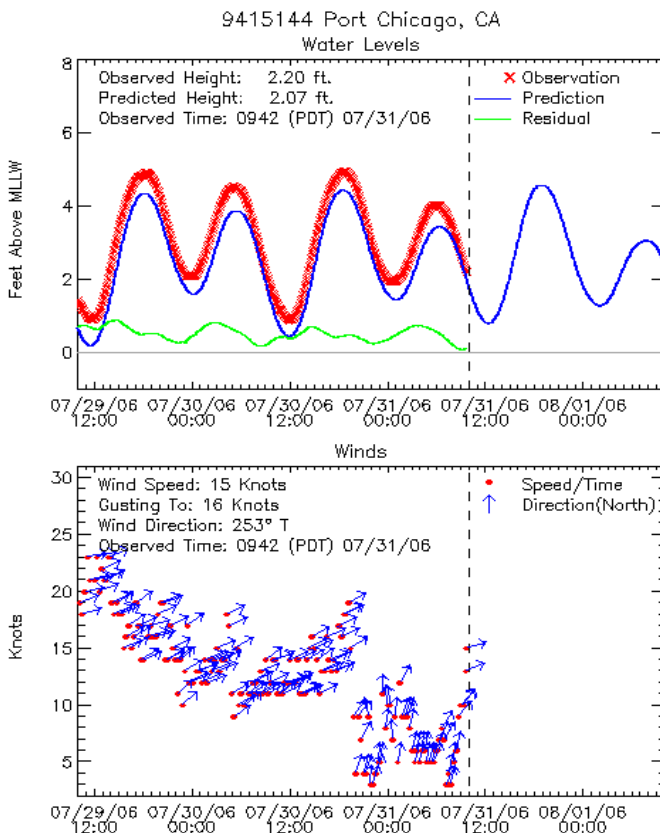 9415144 Port Chicago, CA
Water Levels
8
6
4
2
0
Feet Above MLLW
Observed Height: 2.20 ft.
Predicted Height: 2.07 ft.
Observed Time: 0942 (PDT) 07/31/06
Observation
Prediction
Residual
07/29/06 07/30/06 07/30/06 07/31/06 07/31/06 08/01/06
12:00 00:00 12:00 00:00 12:00 00:00
Winds
30
25
20
15
10
5
Knots
Wind Speed: 15 Knots
Gusting To: 16 Knots
Wind Direction: 253° T
Observed Time: 0942 (PDT) 07/31/06
Speed/Time
Direction(North)
07/29/06 07/30/06 07/30/06 07/31/06 07/31/06 08/01/06
12:00 00:00 12:00 00:00 12:00 00:00